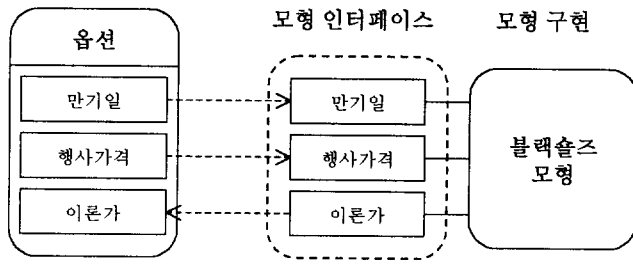 옵션
만기일
행사가격
이론가
모형 인터페이스
만기일
행사가격
이론가
모형 구현
블랙숄즈
모형